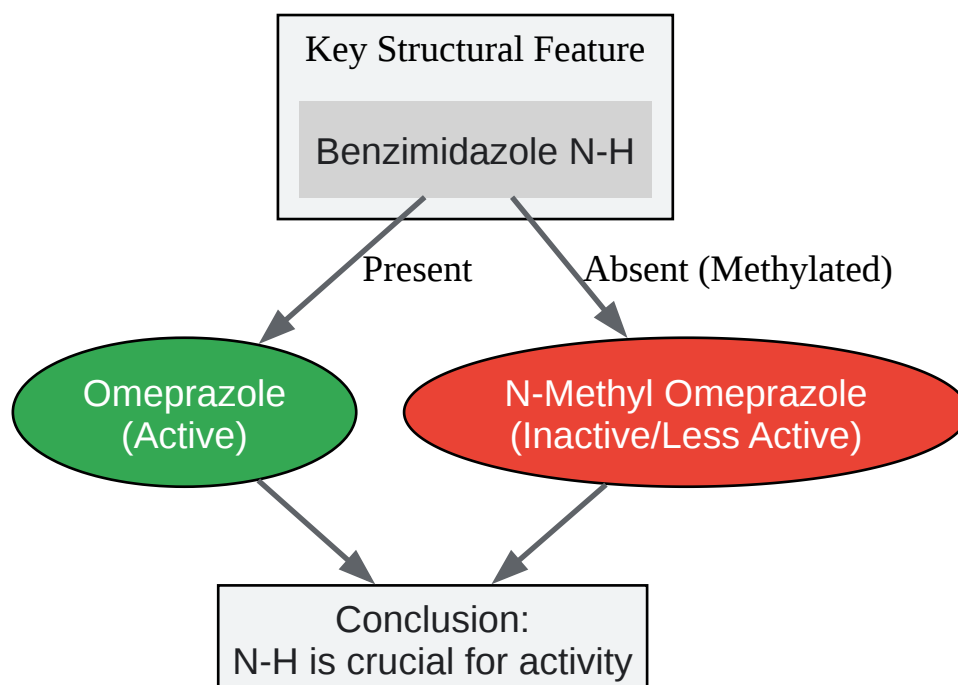 Key Structural Feature
Benzimidazole N-H
Present
Absent (Methylated)
Omeprazole
(Active)
N-Methyl Omeprazole
(Inactive/Less Active)
Conclusion:
N-H is crucial for activity